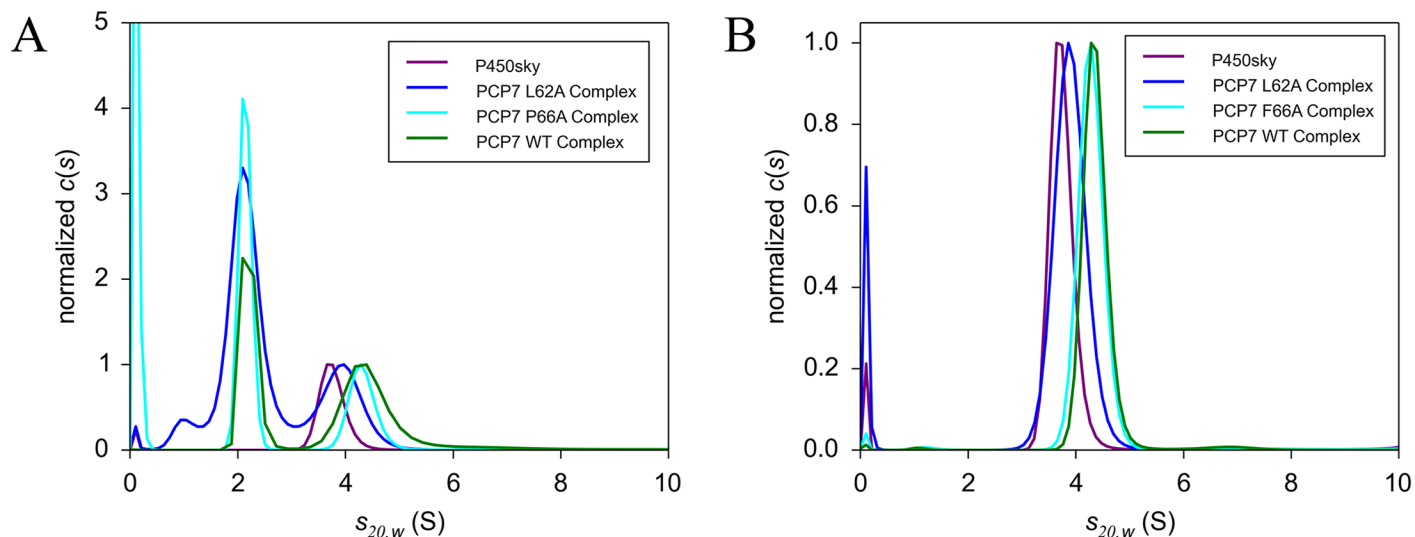 A
5
4
3
2
1
0
normalized c(s)
P450sky
PCP7 L62A Complex
PCP7 P66A Complex
PCP7 WT Complex
0 2 4 6 8 10
s20,w (S)
B
1.0
0.8
0.6
0.4
0.2
0.0
normalized c(s)
P450sky
PCP7 L62A Complex
PCP7 F66A Complex
PCP7 WT Complex
0 2 4 6 8 10
s20,w (S)